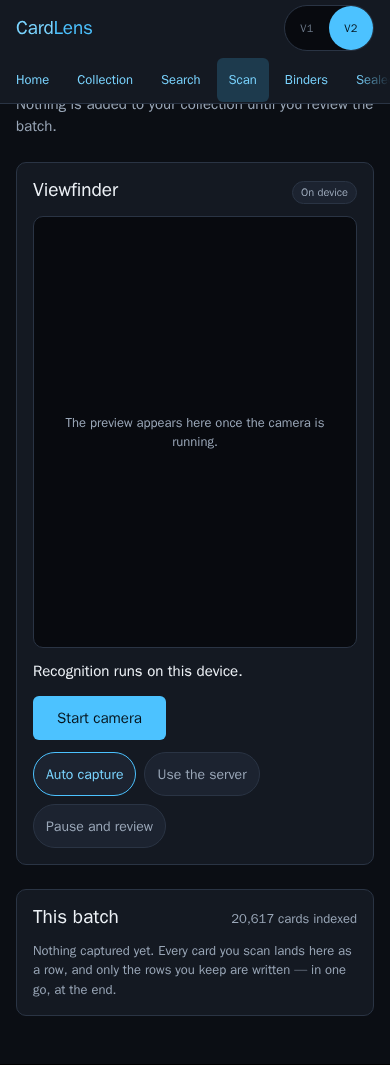 CardLens
V1
V2
Home
Collection
Search
Scan
Binders
Seale
Nothing is added to your collection until you review the
batch.
Viewfinder
On device
The preview appears here once the camera is
running.
Recognition runs on this device.
Start camera
Auto capture
Use the server
Pause and review
This batch
20,617 cards indexed
Nothing captured yet. Every card you scan lands here as
a row, and only the rows you keep are written — in one
go, at the end.